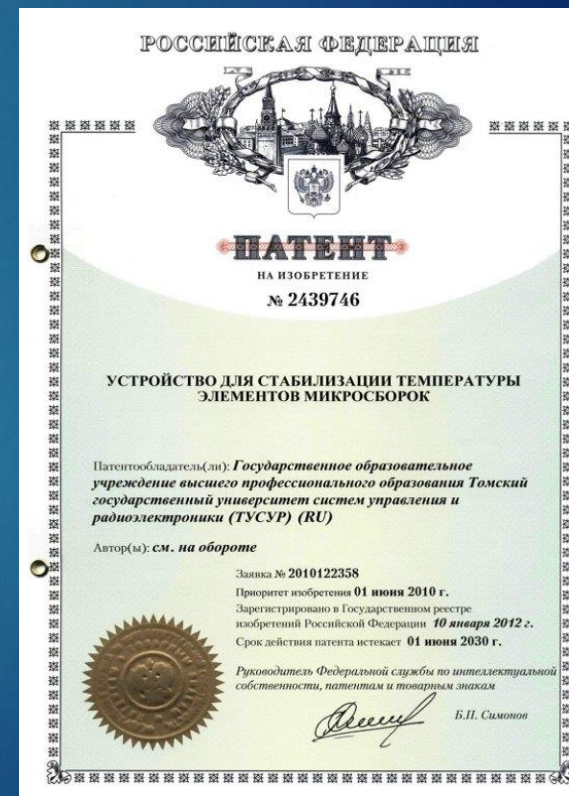 РОССИЙСКАЯ ФЕДЕРАЦИЯ
ПАТЕНТ
НА ИЗОБРЕТЕНИЕ
№ 2439746
УСТРОЙСТВО ДЛЯ СТАБИЛИЗАЦИИ ТЕМПЕРАТУРЫ
ЭЛЕМЕНТОВ МИКРОСБОРОК
Патентообладатель(ли): Государственное образовательное
учреждение высшего профессионального образования Томский
государственный университет систем управления и
радиоэлектроники (ТУСУР) (RU)
Автор(ы): см. на обороте
Заявка № 2010122358
Приоритет изобретения 01 июня 2010 г.
Зарегистрировано в Государственном реестре
изобретений Российской Федерации 10 января 2012 г.
Срок действия патента истекает 01 июня 2030 г.
Руководитель Федеральной службы по интеллектуальной
собственности, патентам и товарным знакам
Б.П. Симонов